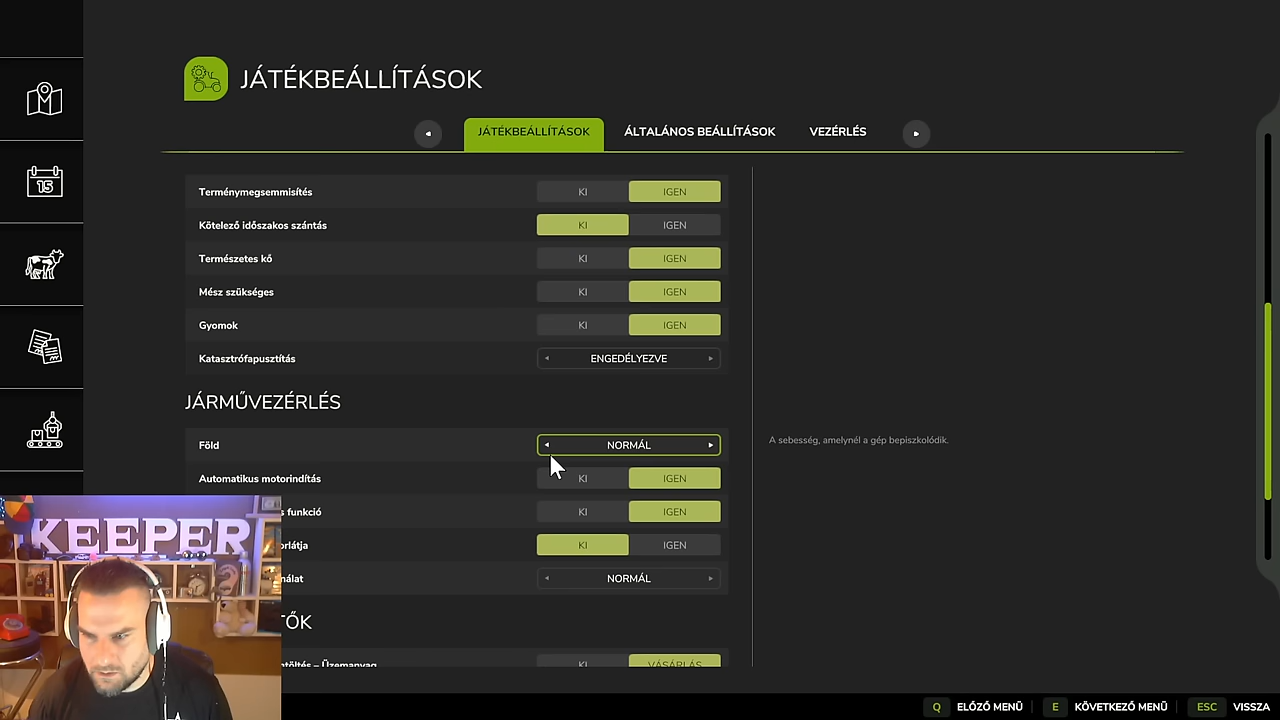 JÁTÉKBEÁLLÍTÁSOK
JÁTÉKBEÁLLÍTÁSOK ÁLTALÁNOS BEÁLLÍTÁSOK VEZÉRLÉS
15
Terménymegsemmisítés KI IGEN
Kötelező időszakos szántás KI IGEN
Természetes kő KI IGEN
Mész szükséges KI IGEN
Gyomok KI IGEN
Katasztrófapusztítás ENGEDÉLYEZVE
JÁRMŰVEZÉRLÉS
Föld NORMÁL
A sebesség, amelynél a gép bepiszkolódik.
Automatikus motorindítás KI IGEN
funkció KI IGEN
KI IGEN
NORMÁL
KEEPER
Üzemanyag KI VÁSÁRLÁS
Q ELŐZŐ MENÜ E KÖVETKEZŐ MENÜ ESC VISSZA